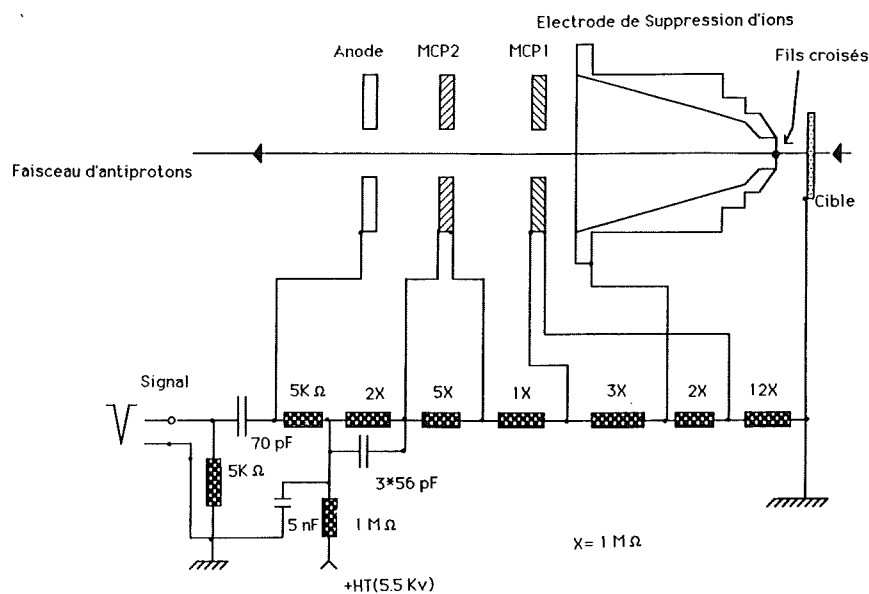 Electrode de Suppression d'ions
Anode MCP2 MCP1 Fils croisés
Faisceau d'antiprotons
Cible
Signal
5K Ω 2X 5X 1X 3X 2X 12X
70 pF
5K Ω
3*56 pF
5 nF 1 M Ω
X= 1 M Ω
+HT(5.5 Kv)